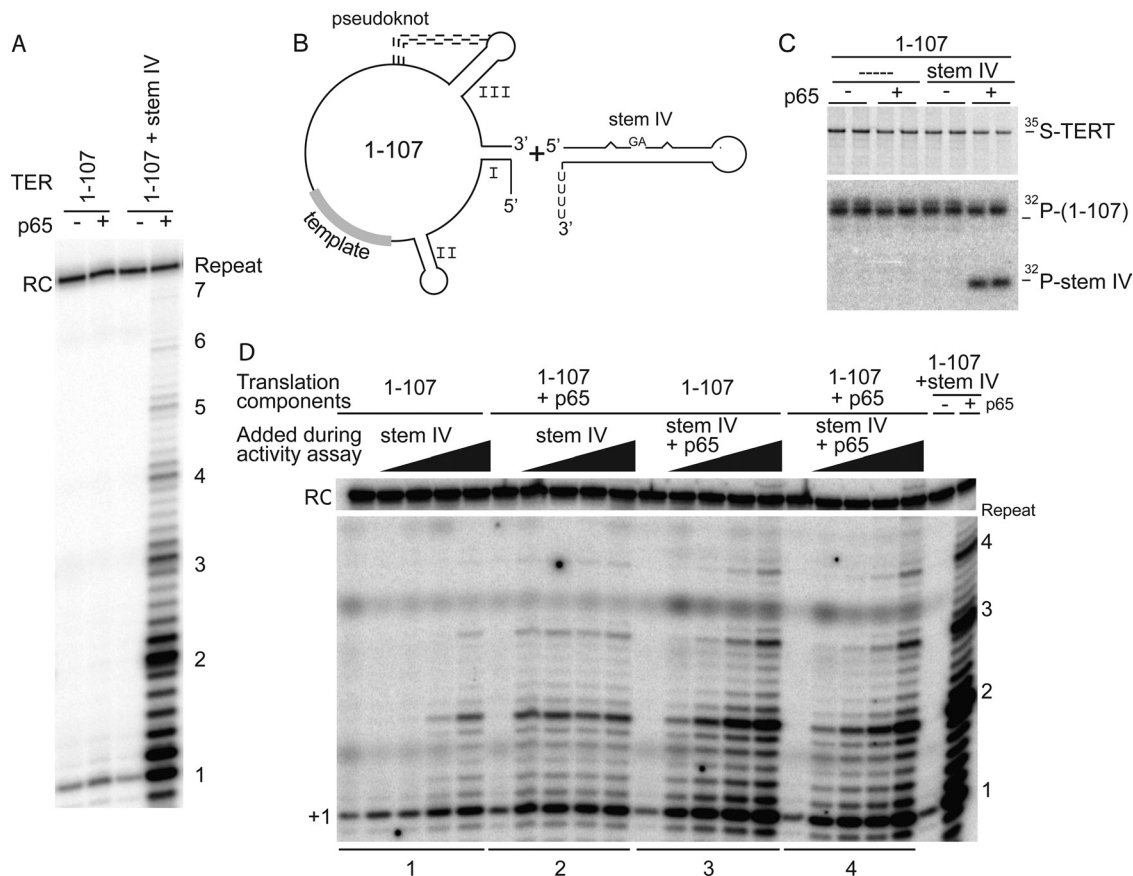 A
TER
1-107
1-107 + stem IV
p65 - + - +
RC
Repeat
7
6
5
4
3
2
1
B
pseudoknot
III
1-107
3'
+
5'
stem IV
GA
I
5'
U
U
U
U
3'
template
II
C
1-107
----- stem IV
p65 - + - +
35S-TERT
32P-(1-107)
32P-stem IV
D
Translation components
1-107
1-107 + p65
1-107
1-107 + p65
1-107 +stem IV
- + p65
Added during activity assay
stem IV
stem IV
stem IV + p65
stem IV + p65
RC
Repeat
4
3
2
1
+1
1 2 3 4